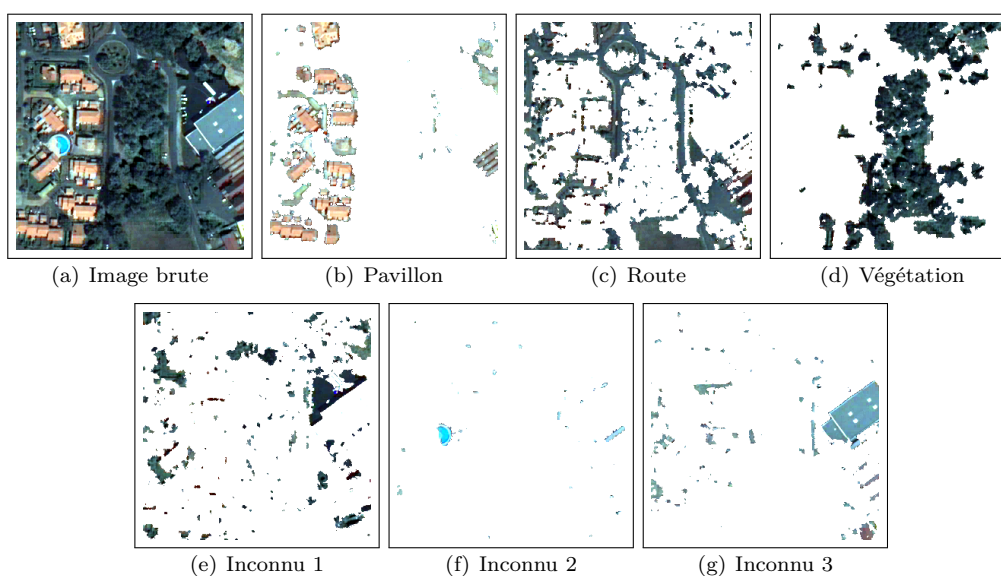 (a) Image brute
(b) Pavillon
(c) Route
(d) Végétation
(e) Inconnu 1
(f) Inconnu 2
(g) Inconnu 3